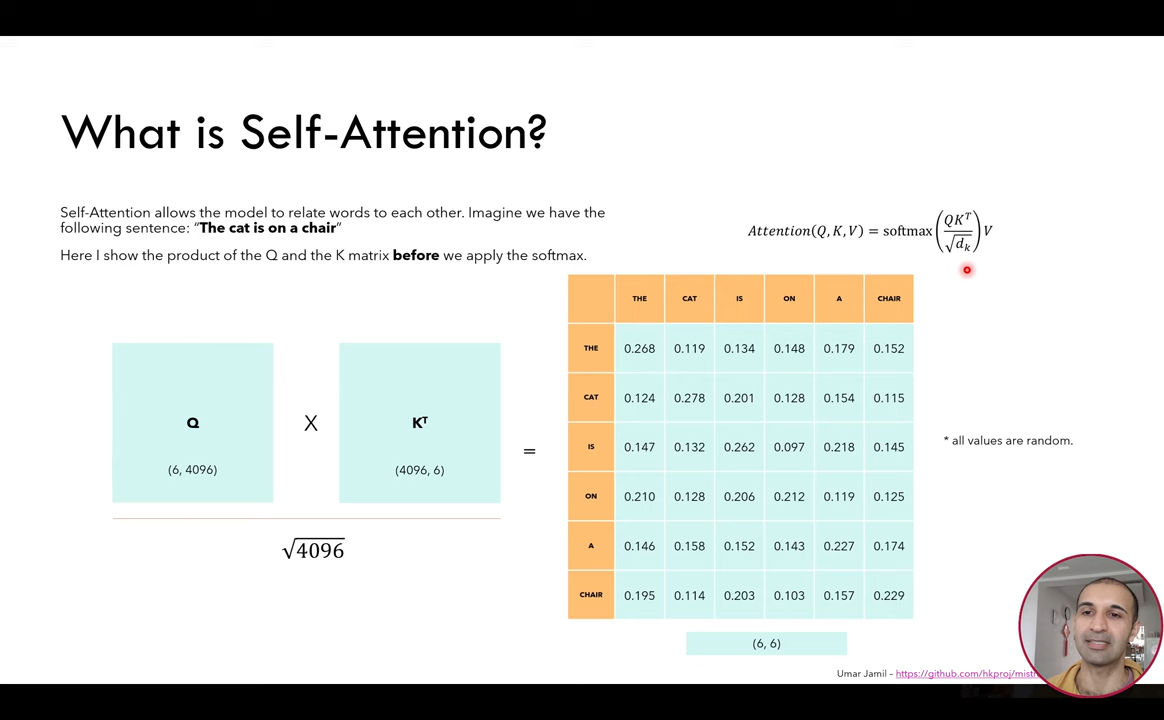 What is Self-Attention?
Self-Attention allows the model to relate words to each other. Imagine we have the
following sentence: “The cat is on a chair”
Here I show the product of the Q and the K matrix before we apply the softmax.
Attention(Q, K, V) = softmax(QKᵀ/√dₖ)V
Q
(6, 4096)
X
Kᵀ
(4096, 6)
√4096
=
THE CAT IS ON A CHAIR
THE 0.268 0.119 0.134 0.148 0.179 0.152
CAT 0.124 0.278 0.201 0.128 0.154 0.115
IS 0.147 0.132 0.262 0.097 0.218 0.145
ON 0.210 0.128 0.206 0.212 0.119 0.125
A 0.146 0.158 0.152 0.143 0.227 0.174
CHAIR 0.195 0.114 0.203 0.103 0.157 0.229
(6, 6)
* all values are random.
Umar Jamil – https://github.com/hkproj/mist